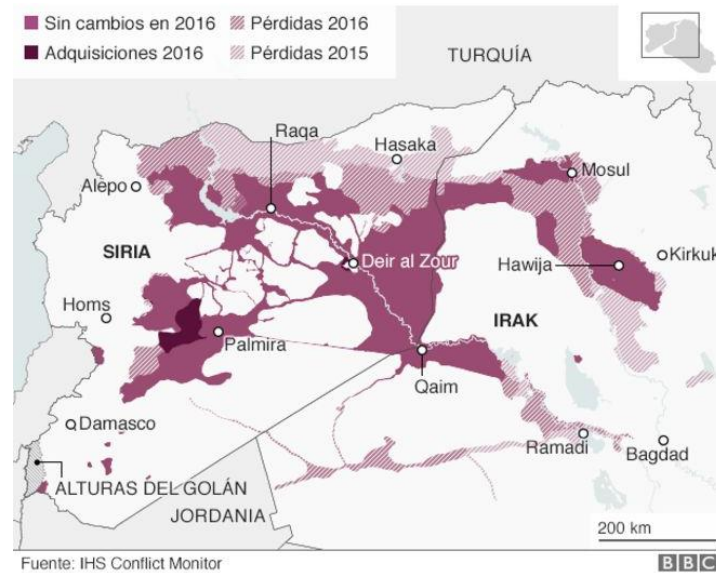 Sin cambios en 2016
Pérdidas 2016
Adquisiciones 2016
Pérdidas 2015
TURQUÍA
Raqa
Hasaka
Mosul
Alepo
SIRIA
Deir al Zour
Kirkuk
Hawija
Homs
IRAK
Palmira
Qaim
Damasco
Ramadi
Bagdad
ALTURAS DEL GOLÁN
JORDANIA
200 km
Fuente: IHS Conflict Monitor
BBC